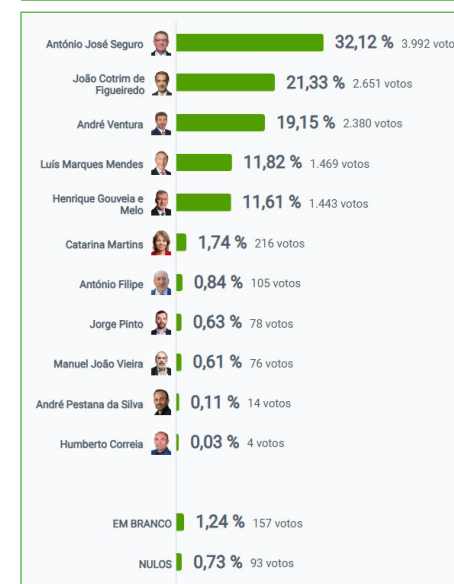 António José Seguro 32,12 % 3.992 voto
João Cotrim de
Figueiredo 21,33 % 2.651 votos
André Ventura 19,15 % 2.380 votos
Luís Marques Mendes 11,82 % 1.469 votos
Henrique Gouveia e
Melo 11,61 % 1.443 votos
Catarina Martins 1,74 % 216 votos
António Filipe 0,84 % 105 votos
Jorge Pinto 0,63 % 78 votos
Manuel João Vieira 0,61 % 76 votos
André Pestana da Silva 0,11 % 14 votos
Humberto Correia 0,03 % 4 votos
EM BRANCO 1,24 % 157 votos
NULOS 0,73 % 93 votos